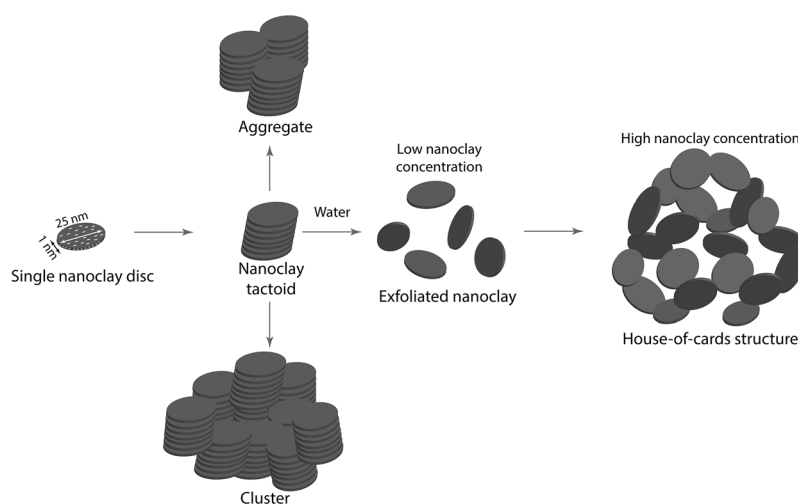 Aggregate
Low nanoclay
concentration
High nanoclay concentration
25 nm
1 nm
Water
Single nanoclay disc
Nanoclay
tactoid
Exfoliated nanoclay
House-of-cards structure
Cluster